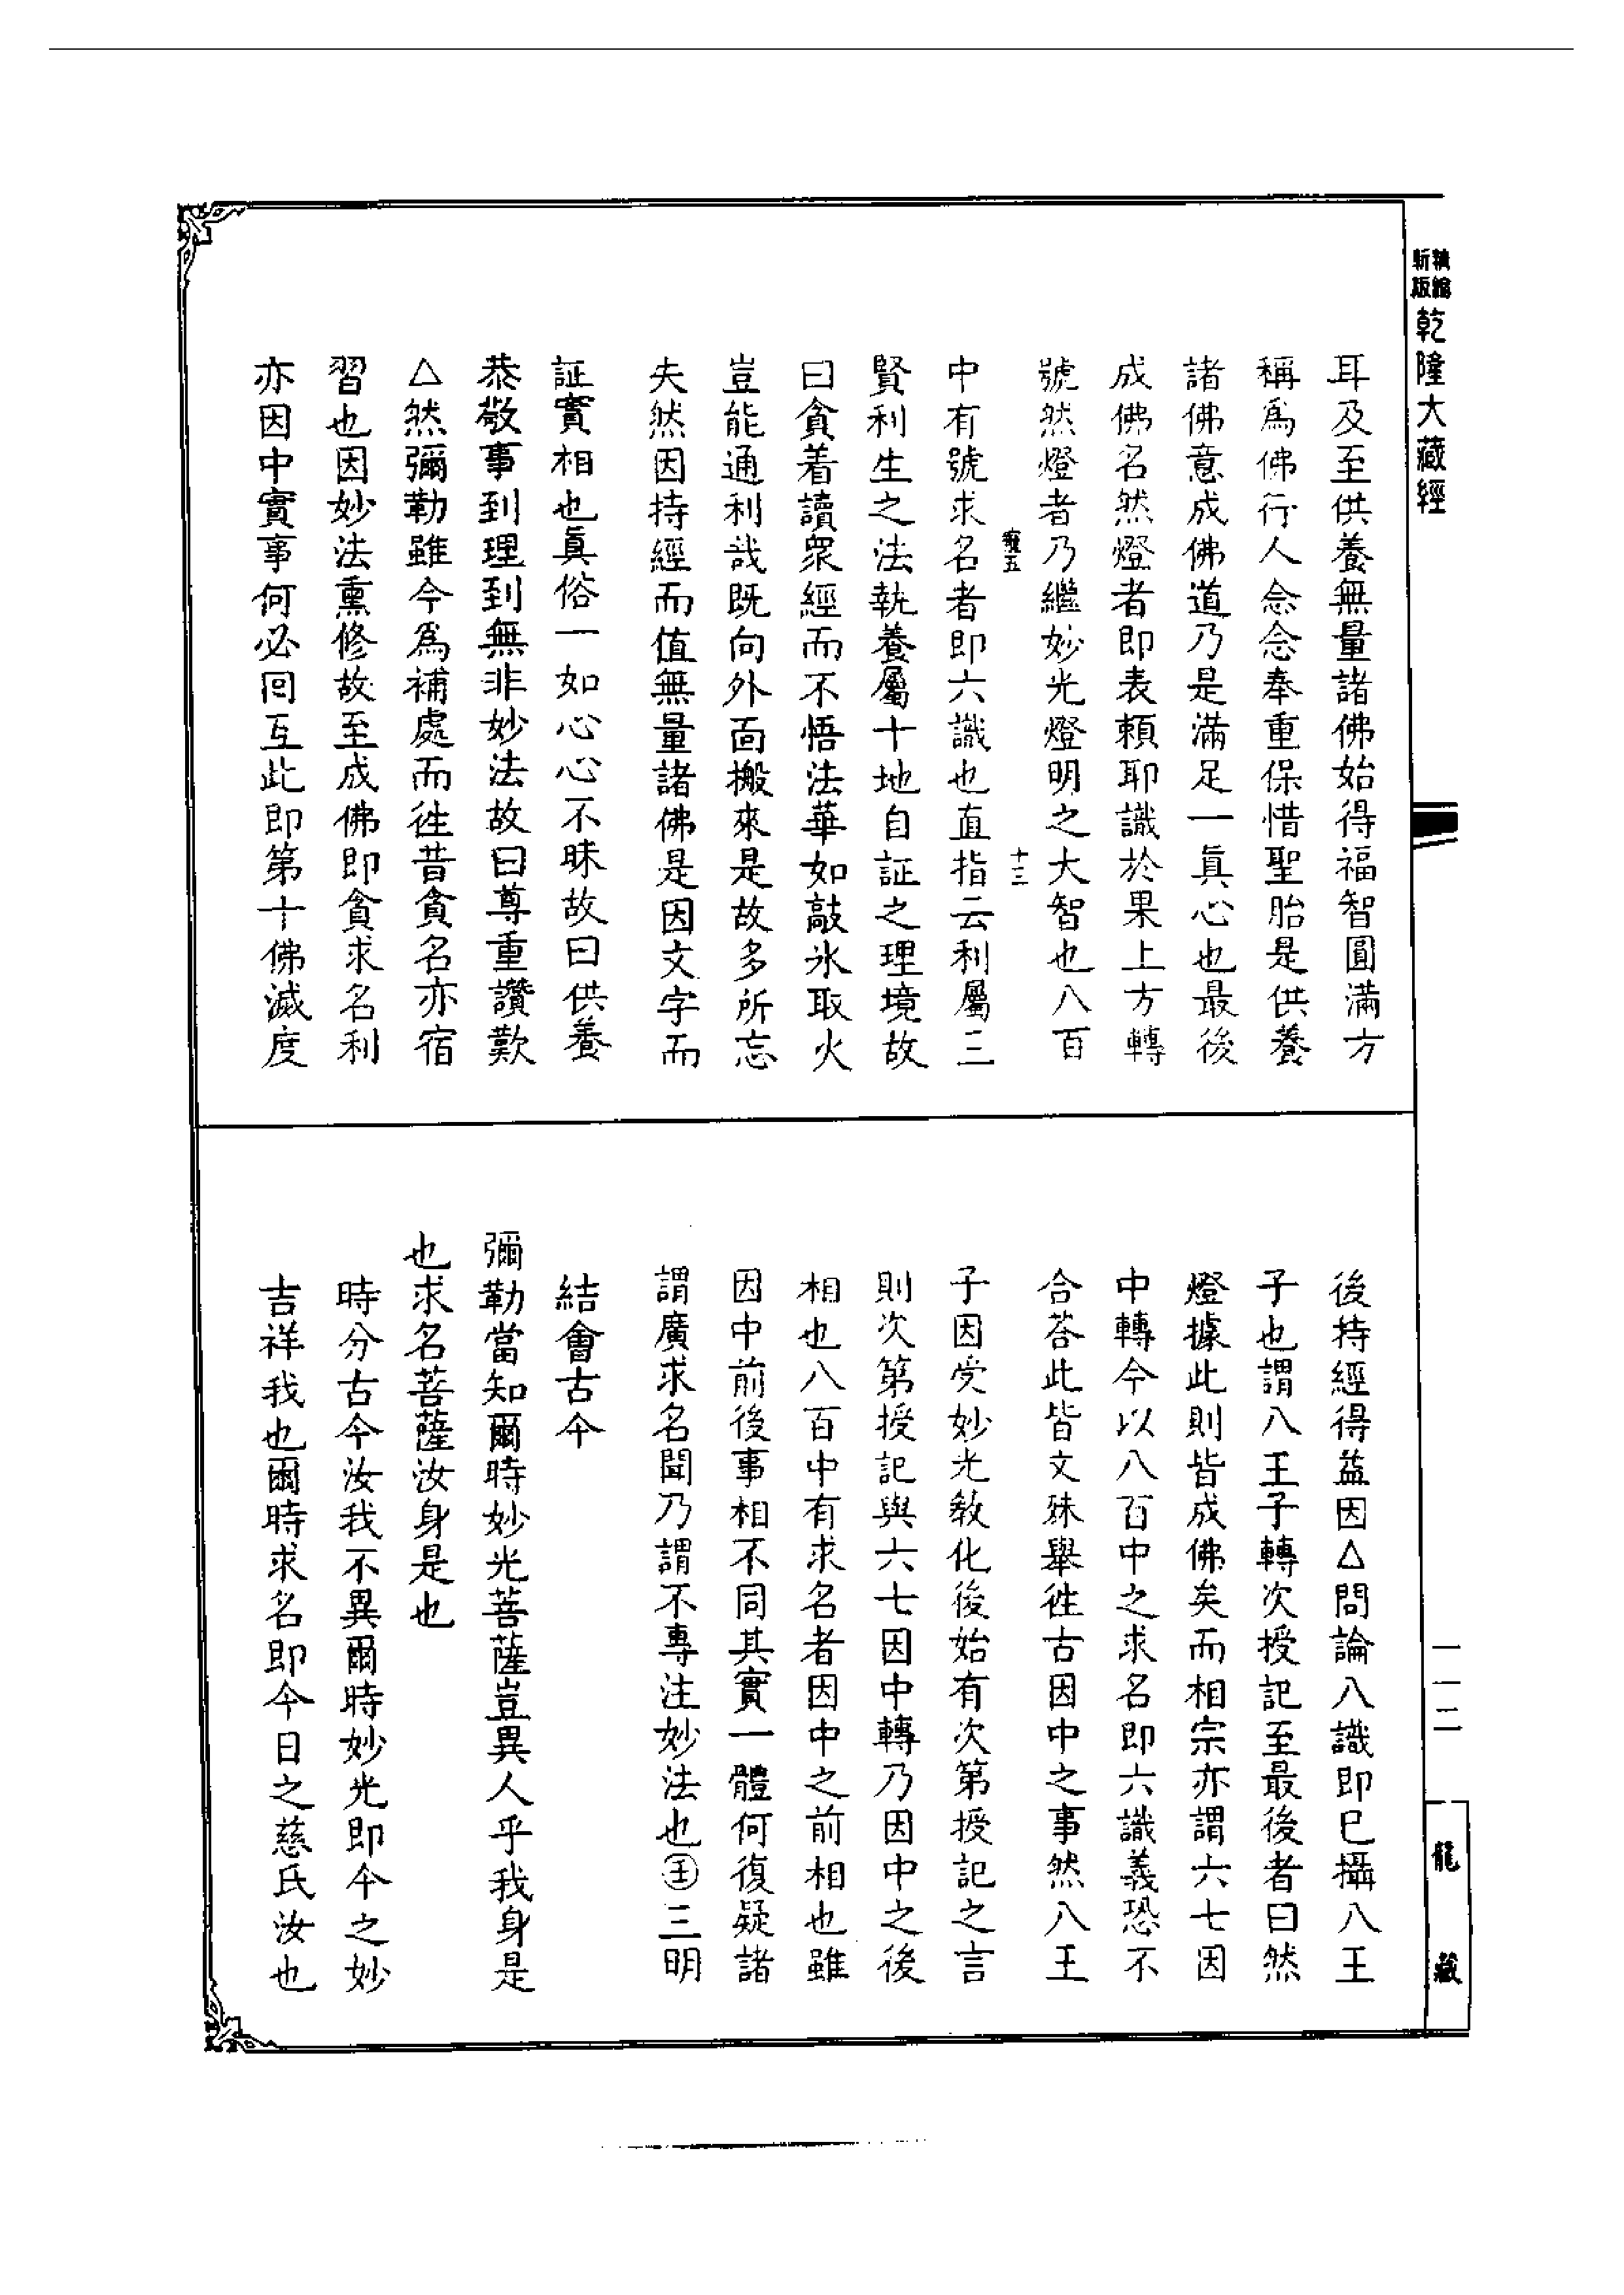 精編
新版
乾隆大藏經
耳及至供養無量諸佛始得福智圓滿方
稱爲佛行人念念奉重保惜聖胎是供養
諸佛意成佛道乃是滿足一眞心也最後
成佛名然燈者即表賴耶識於果上方轉
號然燈者乃繼妙光燈明之大智也八百
五
十三
中有號求名者即六識也直指云利屬三
賢利生之法執養屬十地自証之理境故
曰貪着讀衆經而不悟法華如敲氷取火
豈能通利哉既向外面搬來是故多所忘
失然因持經而值無量諸佛是因文字而
証實相也眞俗一如心心不昧故曰供養
恭敬事到理到無非妙法故曰尊重讚歎
△然彌勒雖今爲補處而徃昔貪名亦宿
習也因妙法熏修故至成佛即貪求名利
亦因中實事何必回互此即第十佛滅度
後持經得益因△問論八識即已攝八王
子也謂八王子轉次授記至最後者曰然
燈據此則皆成佛矣而相宗亦謂六七因
中轉今以八百中之求名即六識義恐不
合荅此皆文殊舉徃古因中之事然八王
子因受妙光敎化後始有次第授記之言
則次第授記與六七因中轉乃因中之後
相也八百中有求名者因中之前相也雖
因中前後事相不同其實一體何復疑諸
謂廣求名聞乃謂不專注妙法也㊅三明
結會古今
彌勒當知爾時妙光菩薩豈異人乎我身是
也求名菩薩汝身是也
時分古今汝我不異爾時妙光即今之妙
吉祥我也爾時求名即今日之慈氏汝也
一一二
龍藏